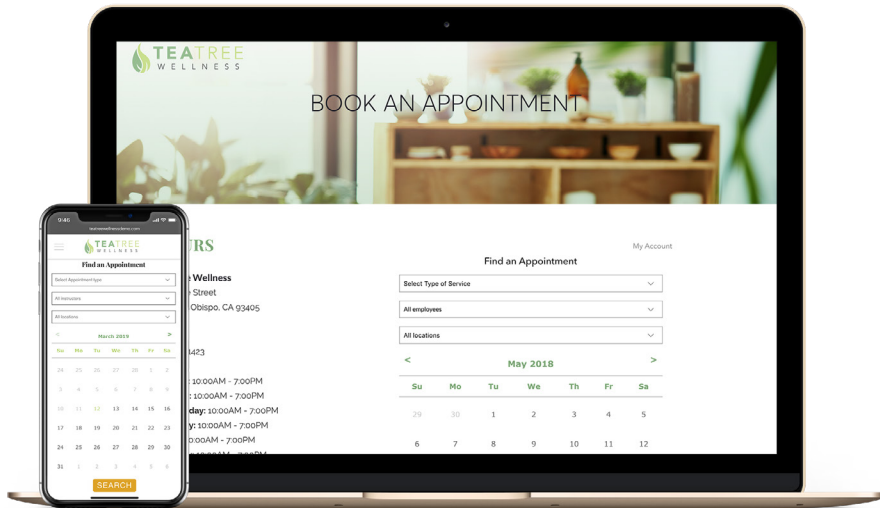 TEATREE
WELLNESS
BOOK AN APPOINTMENT
URS
Wellness
Street
Obispo, CA 93405
423
10:00AM - 7:00PM
: 10:00AM - 7:00PM
day: 10:00AM - 7:00PM
y: 10:00AM - 7:00PM
0:00AM - 7:00PM
My Account
Find an Appointment
Select Type of Service
All employees
All locations
< May 2018 >
Su Mo Tu We Th Fr Sa
29 30 1 2 3 4 5
6 7 8 9 10 11 12
9:46
TEATREE
WELLNESS
Find an Appointment
Select Appointment type
All instructors
All locations
< March 2019 >
Su Mo Tu We Th Fr Sa
24 25 26 27 28 1 2
3 4 5 6 7 8 9
10 11 12 13 14 15 16
17 18 19 20 21 22 23
24 25 26 27 28 29 30
31 1 2 3 4 5 6
SEARCH